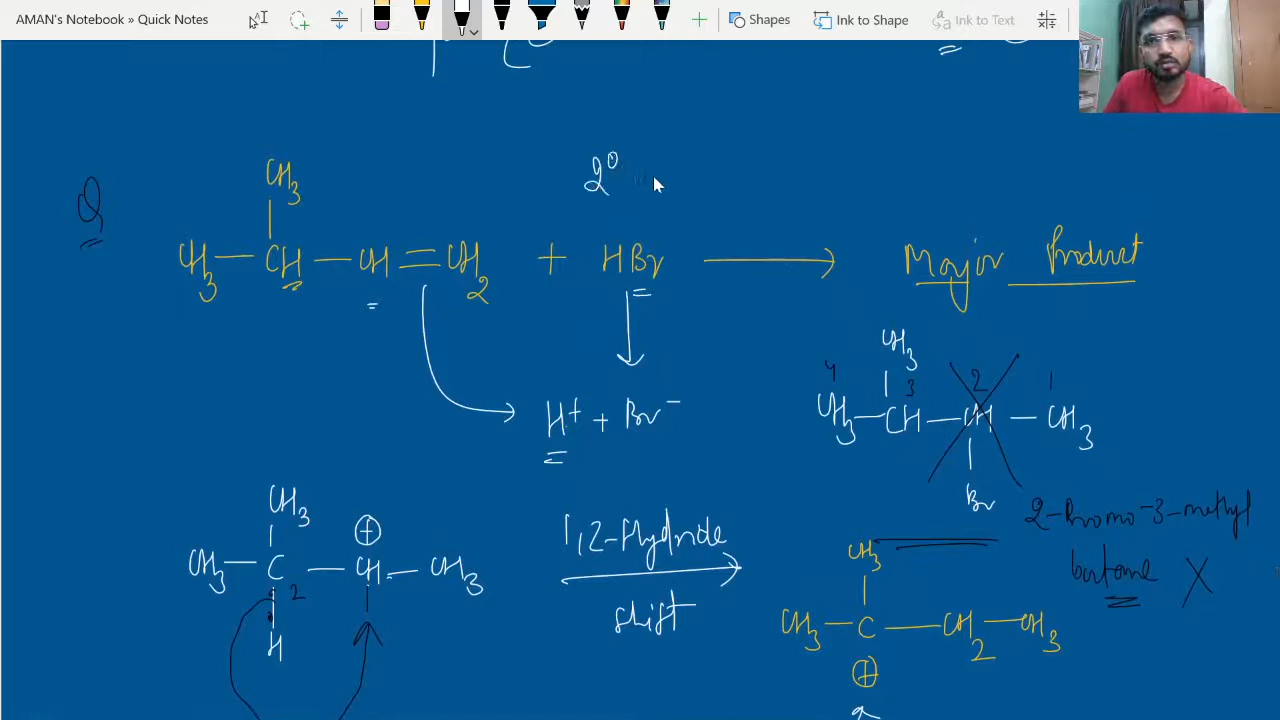 AMAN's Notebook » Quick Notes
Shapes
Ink to Shape
Ink to Text
Q
2°
CH3
CH3 — CH — CH = CH2 + HBr → Major Product
H+ + Br−
CH3
4 3 2 1
CH3 — CH — CH — CH3
Br
2-Bromo-3-methyl
butane X
CH3 ⊕
CH3 — C — CH — CH3
2
H
1,2-Hydride
shift
CH3
CH3 — C — CH2 — CH3
⊕